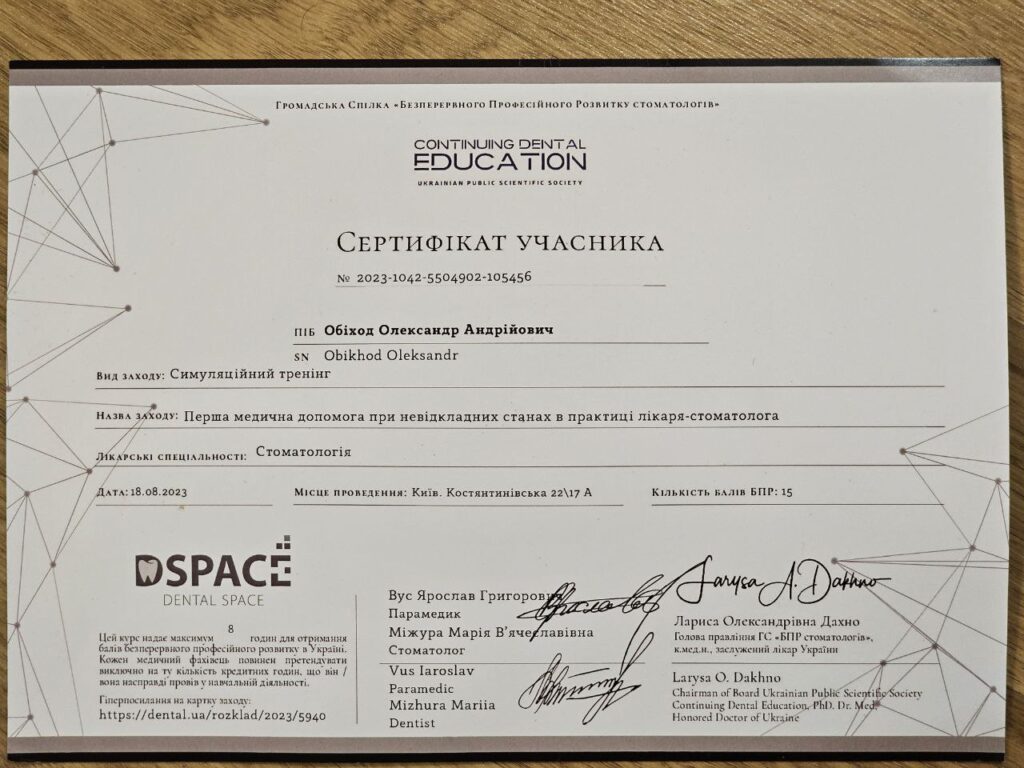 Громадська Спілка «Безперервного Професійного Розвитку стоматологів»
CONTINUING DENTAL
EDUCATION
UKRAINIAN PUBLIC SCIENTIFIC SOCIETY
Сертифікат учасника
№ 2023-1042-5504902-105456
ПІБ Обіход Олександр Андрійович
SN Obikhod Oleksandr
Вид заходу: Симуляційний тренінг
Назва заходу: Перша медична допомога при невідкладних станах в практиці лікаря-стоматолога
Лікарські спеціальності: Стоматологія
Дата: 18.08.2023 Місце проведення: Київ. Костянтинівська 22\17 А Кількість балів БПР: 15
DSPACE
DENTAL SPACE
Цей курс надає максимум 8 годин для отримання
балів безперервного професійного розвитку в Україні.
Кожен медичний фахівець повинен претендувати
виключно на ту кількість кредитних годин, що він /
вона насправді провів у навчальній діяльності.
Гіперпосилання на картку заходу:
https://dental.ua/rozklad/2023/5940
Вус Ярослав Григорович
Парамедик
Міжура Марія В'ячеславівна
Стоматолог
Vus Iaroslav
Paramedic
Mizhura Mariia
Dentist
Larysa A. Dakhno
Лариса Олександрівна Дахно
Голова правління ГС «БПР стоматологів»,
к.мед.н., заслужений лікар України
Larysa O. Dakhno
Chairman of Board Ukrainian Public Scientific Society
Continuing Dental Education, PhD. Dr. Med.
Honored Doctor of Ukraine